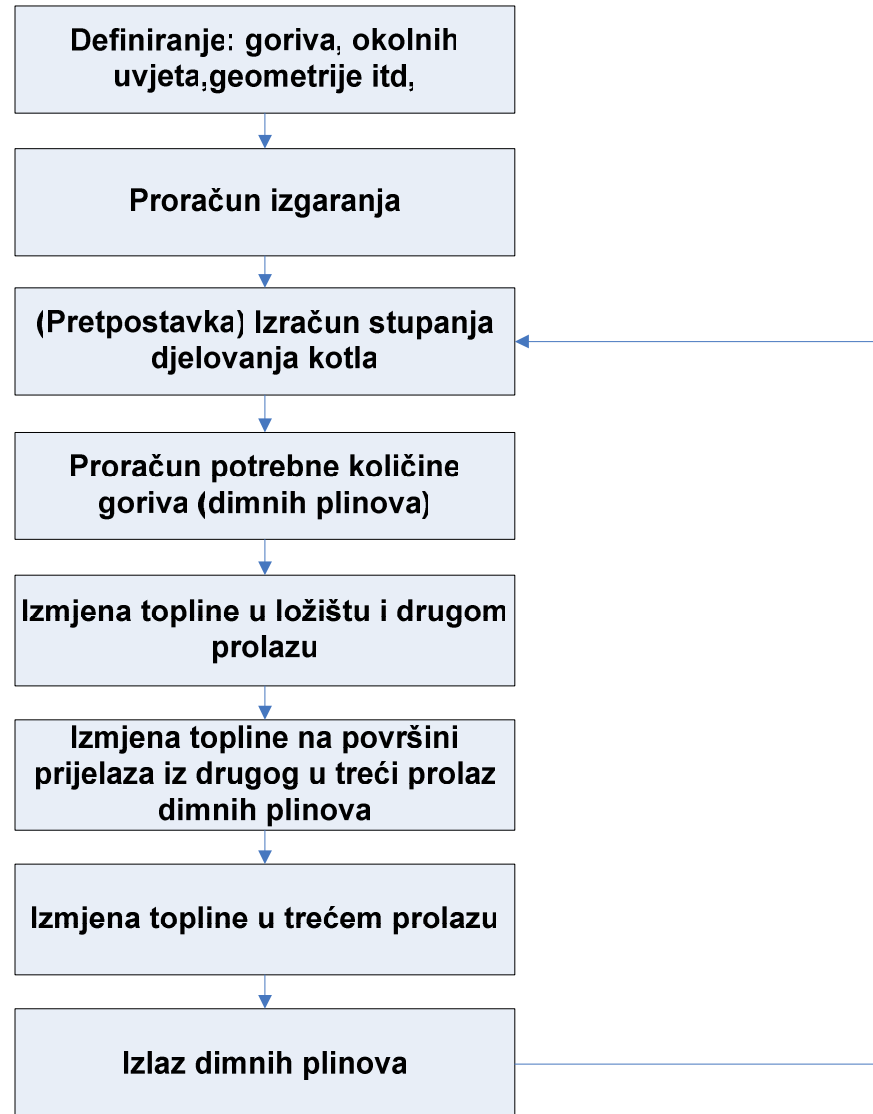 Definiranje: goriva, okolnih
uvjeta,geometrije itd,
Proračun izgaranja
(Pretpostavka) Izračun stupanja
djelovanja kotla
Proračun potrebne količine
goriva (dimnih plinova)
Izmjena topline u ložištu i drugom
prolazu
Izmjena topline na površini
prijelaza iz drugog u treći prolaz
dimnih plinova
Izmjena topline u trećem prolazu
Izlaz dimnih plinova